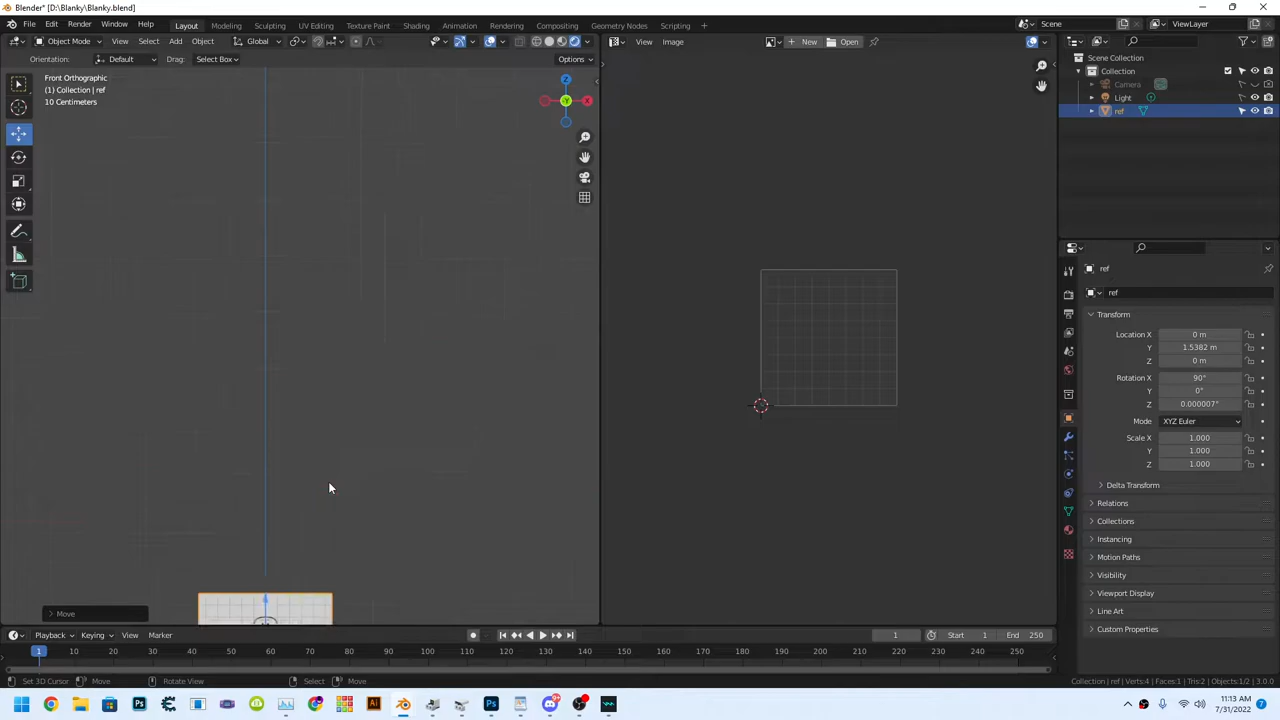 Blender* [D:\Blanky\Blanky.blend]
File Edit Render Window Help Layout Modeling Sculpting UV Editing Texture Paint Shading Animation Rendering Compositing Geometry Nodes Scripting + Scene ViewLayer
Object Mode View Select Add Object Global View Image New Open
Orientation: Default Drag: Select Box Options
Front Orthographic
(1) Collection | ref
10 Centimeters
Z
Y
X
Move
Scene Collection
Collection
Camera
Light
ref
ref
ref
Transform
Location X 0 m
Y 1.5382 m
Z 0 m
Rotation X 90°
Y 0°
Z 0.000007°
Mode XYZ Euler
Scale X 1.000
Y 1.000
Z 1.000
Delta Transform
Relations
Collections
Instancing
Motion Paths
Visibility
Viewport Display
Line Art
Custom Properties
Playback Keying View Marker 1 Start 1 End 250
1 10 20 30 40 50 60 70 80 90 100 110 120 130 140 150 160 170 180 190 200 210 220 230 240 250
Set 3D Cursor Move Rotate View Select Move Collection | ref | Verts:4 | Faces:1 | Tris:2 | Objects:1/2 | 3.0.0
Ps Ai Ps
11:13 AM
7/31/2022